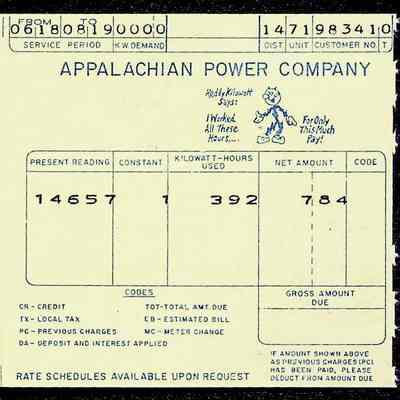 FROM TO
06180819 0000 1471983410
SERVICE PERIOD K.W. DEMAND DIST UNIT CUSTOMER NO. T
APPALACHIAN POWER COMPANY
Reddy Kilowatt
Says:
I Worked
All These
Hours,...
For Only
This Much
Pay!
PRESENT READING CONSTANT KILOWATT-HOURS USED NET AMOUNT CODE
14657 1 392 784
CODES
CR - CREDIT TOT-TOTAL AMT. DUE
TX - LOCAL TAX EB - ESTIMATED BILL
PC - PREVIOUS CHARGES MC - METER CHANGE
DA - DEPOSIT AND INTEREST APPLIED
GROSS AMOUNT
DUE
IF AMOUNT SHOWN ABOVE
AS PREVIOUS CHARGES (PC)
HAS BEEN PAID, PLEASE
DEDUCT FROM AMOUNT DUE
RATE SCHEDULES AVAILABLE UPON REQUEST